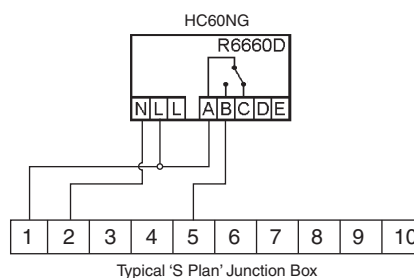 HC60NG
R6660D
N L L A B C D E
1 2 3 4 5 6 7 8 9 10
Typical 'S Plan' Junction Box